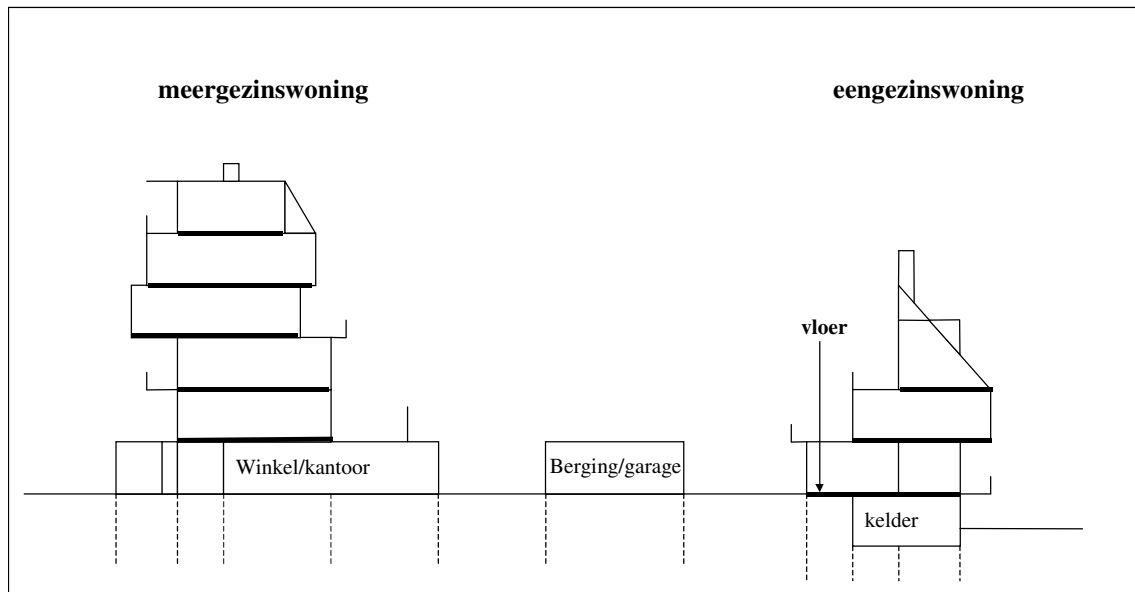 meergezinswoning
eengezinswoning
vloer
Winkel/kantoor
Berging/garage
kelder